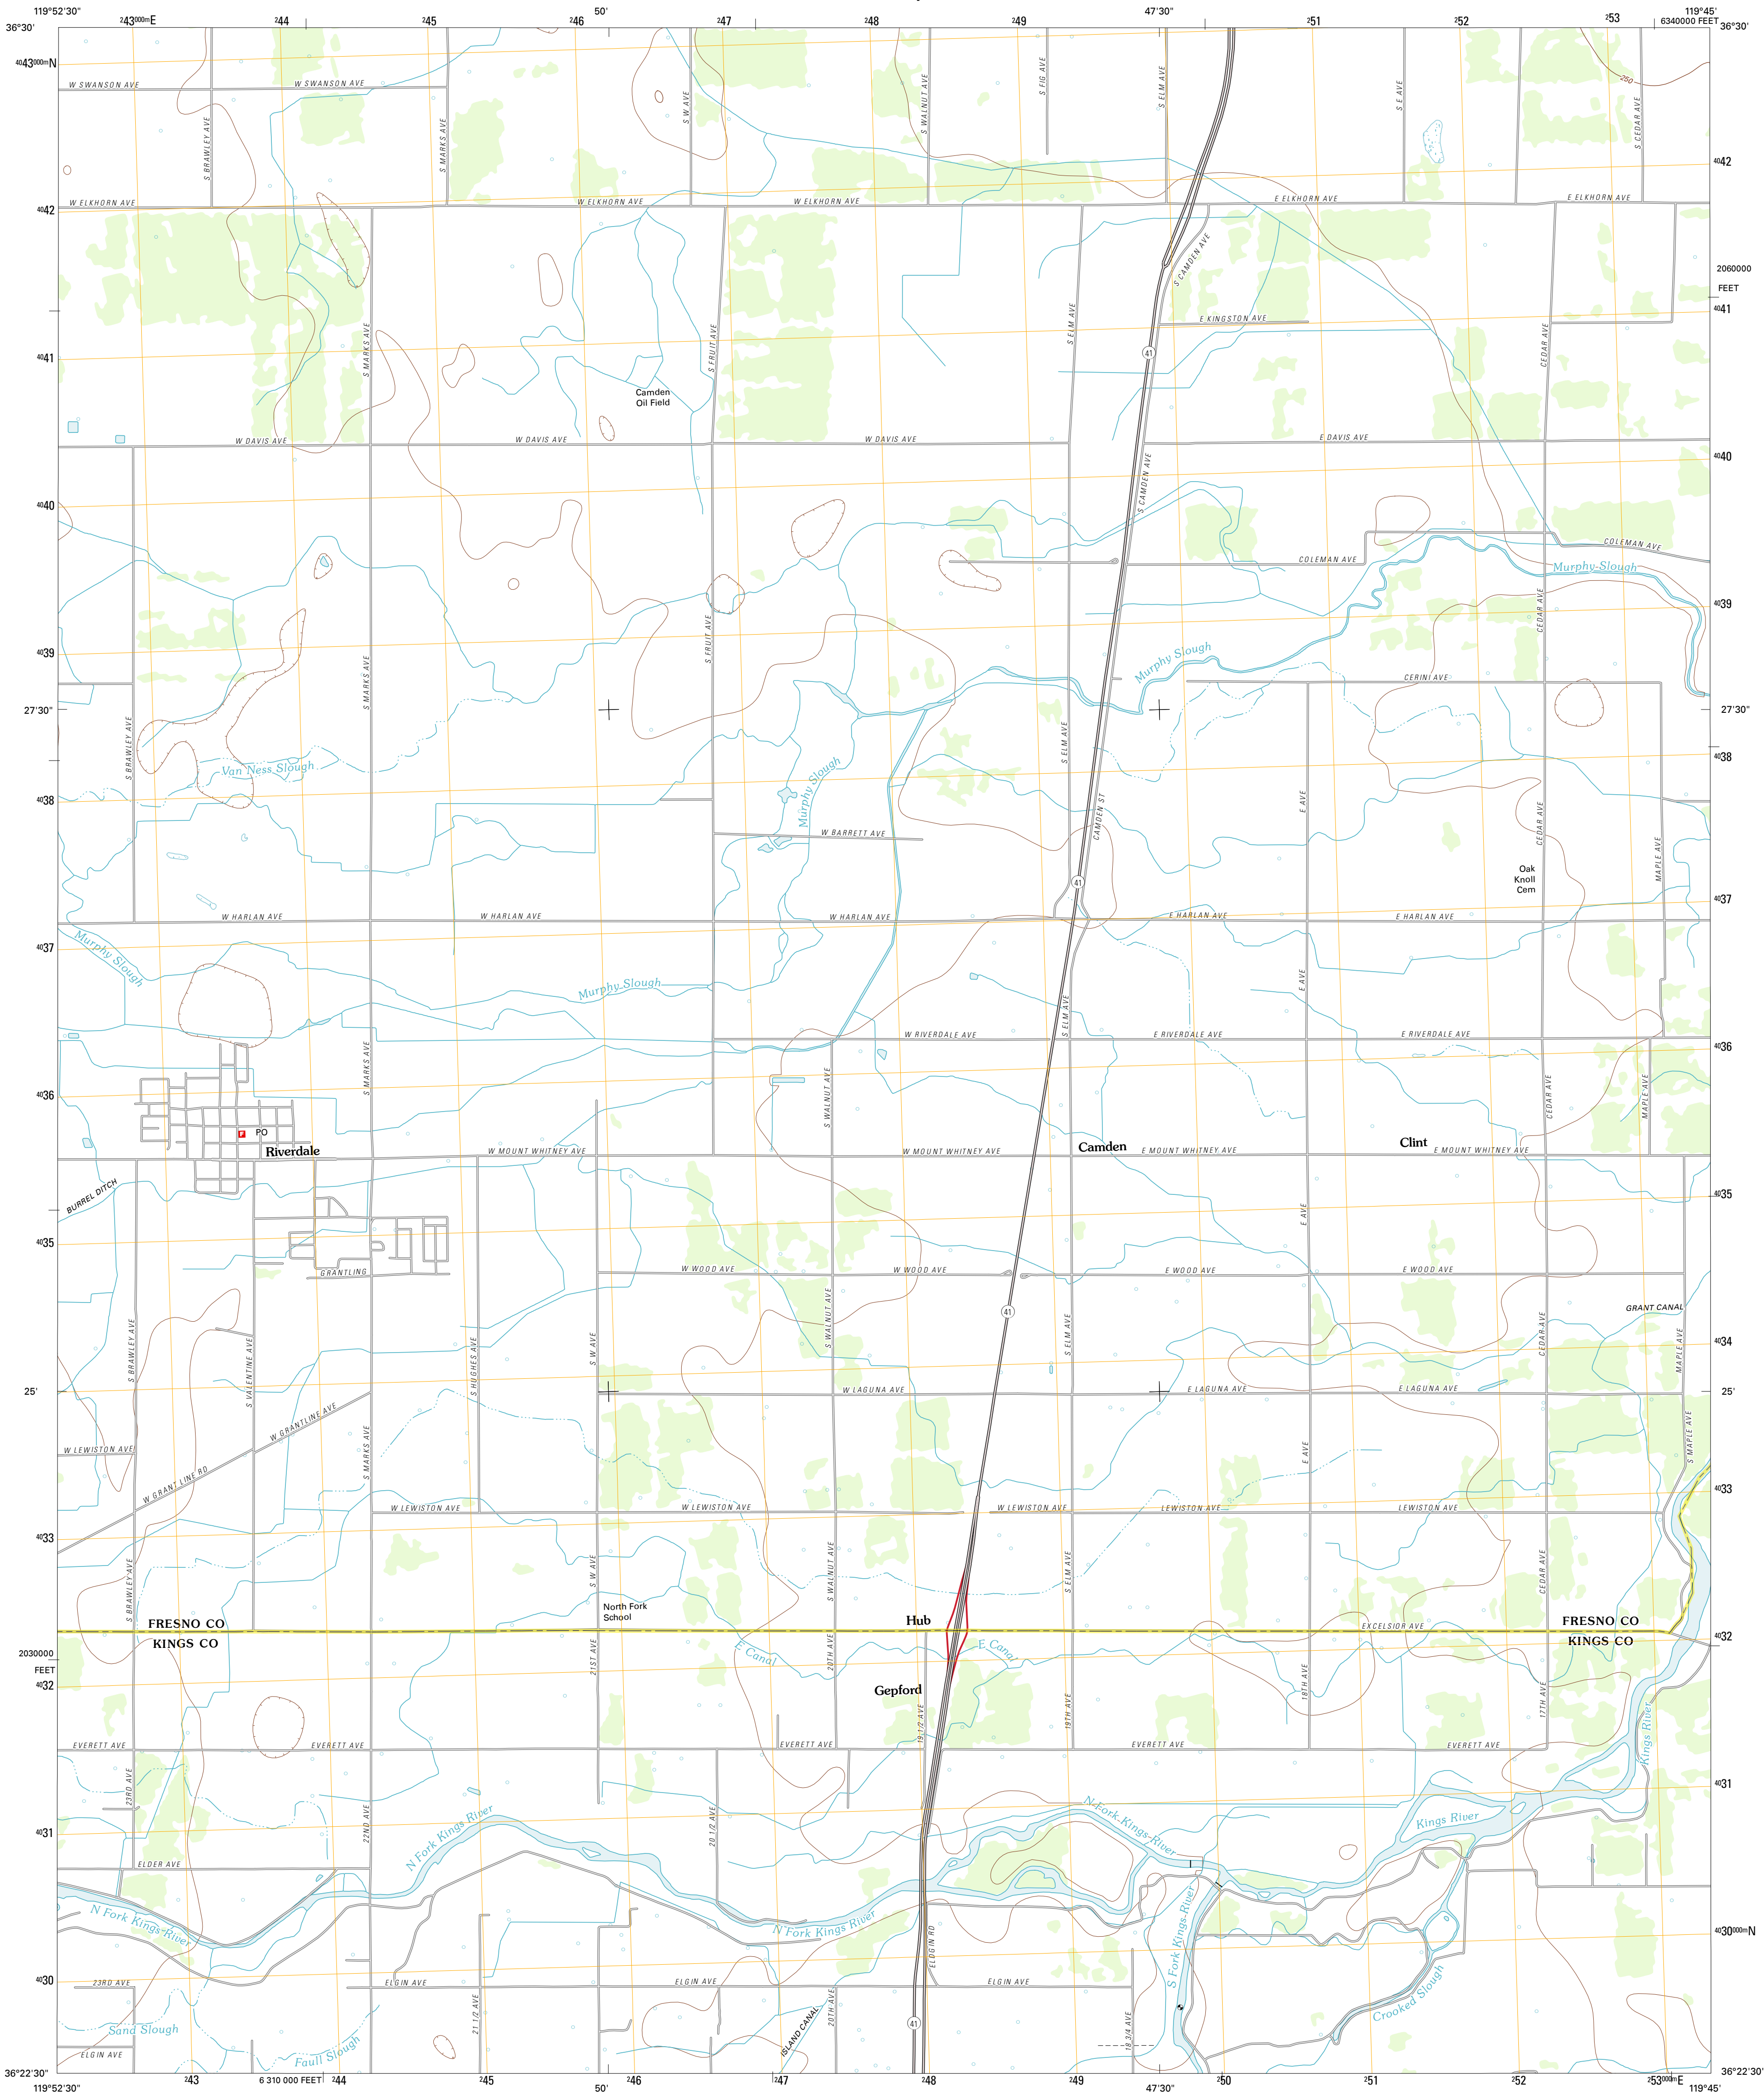 119°52'30"
²43⁰⁰⁰ᵐE
²44
²45
²46
50'
²47
²48
²49
47'30"
²51
²52
²53
119°45'
6340000 FEET
36°30'
36°30'
⁴⁰43⁰⁰⁰ᵐN
W SWANSON AVE
W SWANSON AVE
S BRAWLEY AVE
S MARKS AVE
S W AVE
S WALNUT AVE
S FIG AVE
S ELM AVE
S E AVE
S CEDAR AVE
250
⁴⁰42
⁴⁰42
W ELKHORN AVE
W ELKHORN AVE
W ELKHORN AVE
E ELKHORN AVE
E ELKHORN AVE
S CAMDEN AVE
2060000
FEET
⁴⁰41
E KINGSTON AVE
S MARKS AVE
S FRUIT AVE
S ELM AVE
CEDAR AVE
41
⁴⁰41
Camden
Oil Field
W DAVIS AVE
W DAVIS AVE
W DAVIS AVE
E DAVIS AVE
⁴⁰40
S CAMDEN AVE
⁴⁰40
COLEMAN AVE
COLEMAN AVE
Murphy Slough
⁴⁰39
CEDAR AVE
S FRUIT AVE
⁴⁰39
S MARKS AVE
Murphy Slough
CERINI AVE
27'30"
27'30"
S BRAWLEY AVE
S ELM AVE
Van Ness Slough
Murphy Slough
⁴⁰38
⁴⁰38
E AVE
CAMDEN ST
CEDAR AVE
MAPLE AVE
W BARRETT AVE
Oak
Knoll
Cem
41
⁴⁰37
W HARLAN AVE
W HARLAN AVE
W HARLAN AVE
E HARLAN AVE
E HARLAN AVE
⁴⁰37
Murphy Slough
Murphy Slough
E AVE
S ELM AVE
W RIVERDALE AVE
E RIVERDALE AVE
E RIVERDALE AVE
⁴⁰36
S MARKS AVE
S WALNUT AVE
CEDAR AVE
MAPLE AVE
⁴⁰36
PO
Riverdale
W MOUNT WHITNEY AVE
W MOUNT WHITNEY AVE
Camden
E MOUNT WHITNEY AVE
Clint
E MOUNT WHITNEY AVE
BURREL DITCH
⁴⁰35
E AVE
⁴⁰35
GRANTLING
W WOOD AVE
W WOOD AVE
E WOOD AVE
E WOOD AVE
GRANT CANAL
41
S BRAWLEY AVE
S VALENTINE AVE
S HUGHES AVE
S W AVE
S WALNUT AVE
S ELM AVE
CEDAR AVE
MAPLE AVE
⁴⁰34
25'
W LAGUNA AVE
E LAGUNA AVE
E LAGUNA AVE
25'
W GRANTLINE AVE
W LEWISTON AVE
S MARKS AVE
E AVE
S MAPLE AVE
W GRANT LINE RD
⁴⁰33
W LEWISTON AVE
W LEWISTON AVE
W LEWISTON AVE
LEWISTON AVE
LEWISTON AVE
⁴⁰33
S BRAWLEY AVE
S W AVE
S WALNUT AVE
S ELM AVE
CEDAR AVE
North Fork
School
Hub
FRESNO CO
KINGS CO
EXCELSIOR AVE
FRESNO CO
KINGS CO
⁴⁰32
E Canal
E Canal
2030000
FEET
⁴⁰32
21ST AVE
20TH AVE
Gepford
19 1/2 AVE
19TH AVE
18TH AVE
17TH AVE
Kings River
EVERETT AVE
EVERETT AVE
EVERETT AVE
EVERETT AVE
EVERETT AVE
23RD AVE
⁴⁰31
22ND AVE
20 1/2 AVE
N Fork Kings River
N Fork Kings River
Kings River
⁴⁰31
ELDER AVE
N Fork Kings River
N Fork Kings River
S Fork Kings River
ELDGIN RD
⁴⁰30⁰⁰⁰ᵐN
⁴⁰30
23RD AVE
ELGIN AVE
ELGIN AVE
ELGIN AVE
Crooked Slough
21 1/2 AVE
20TH AVE
ISLAND CANAL
41
18 3/4 AVE
Sand Slough
ELGIN AVE
Faull Slough
36°22'30"
36°22'30"
119°52'30"
²43
6 310 000 FEET
²44
²45
50'
²46
²47
²48
²49
47'30"
²50
²51
²52
²53⁰⁰⁰ᵐE
119°45'